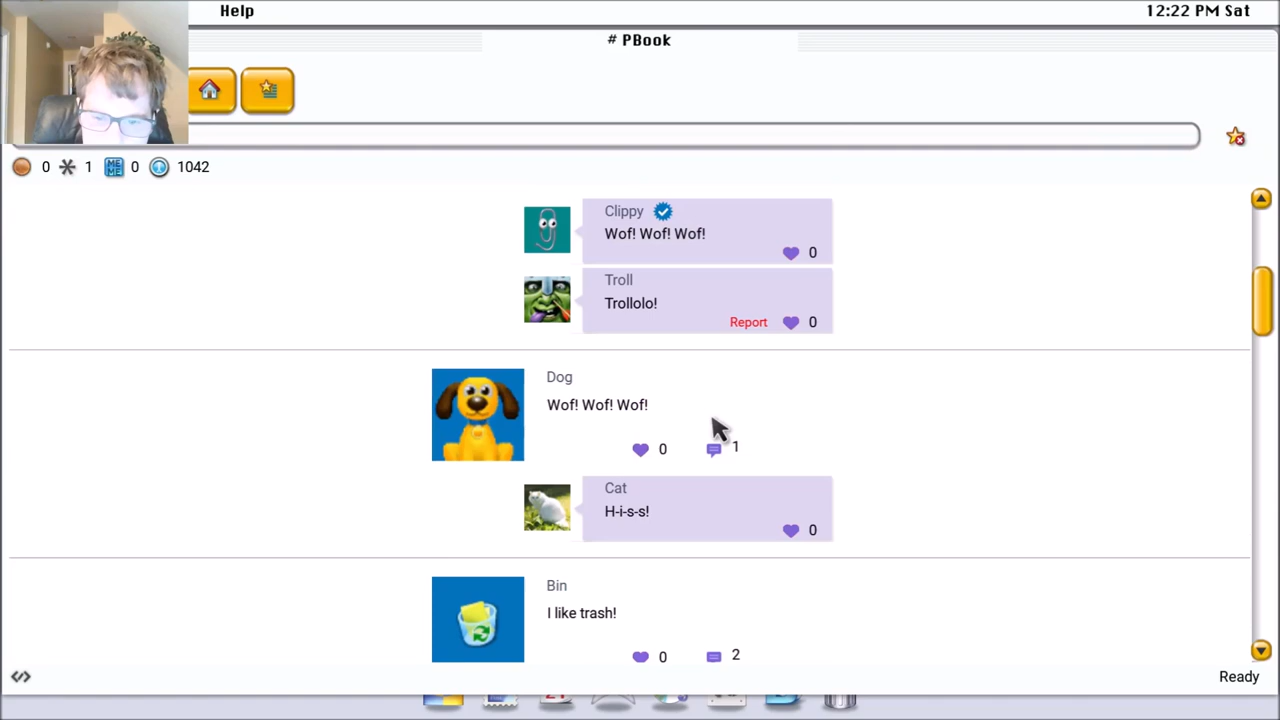 Help
12:22 PM Sat
# PBook
0
1
MEME
0
1042
Clippy
Wof! Wof! Wof!
0
Troll
Trollolo!
Report
0
Dog
Wof! Wof! Wof!
0
1
Cat
H-i-s-s!
0
Bin
I like trash!
0
2
Ready